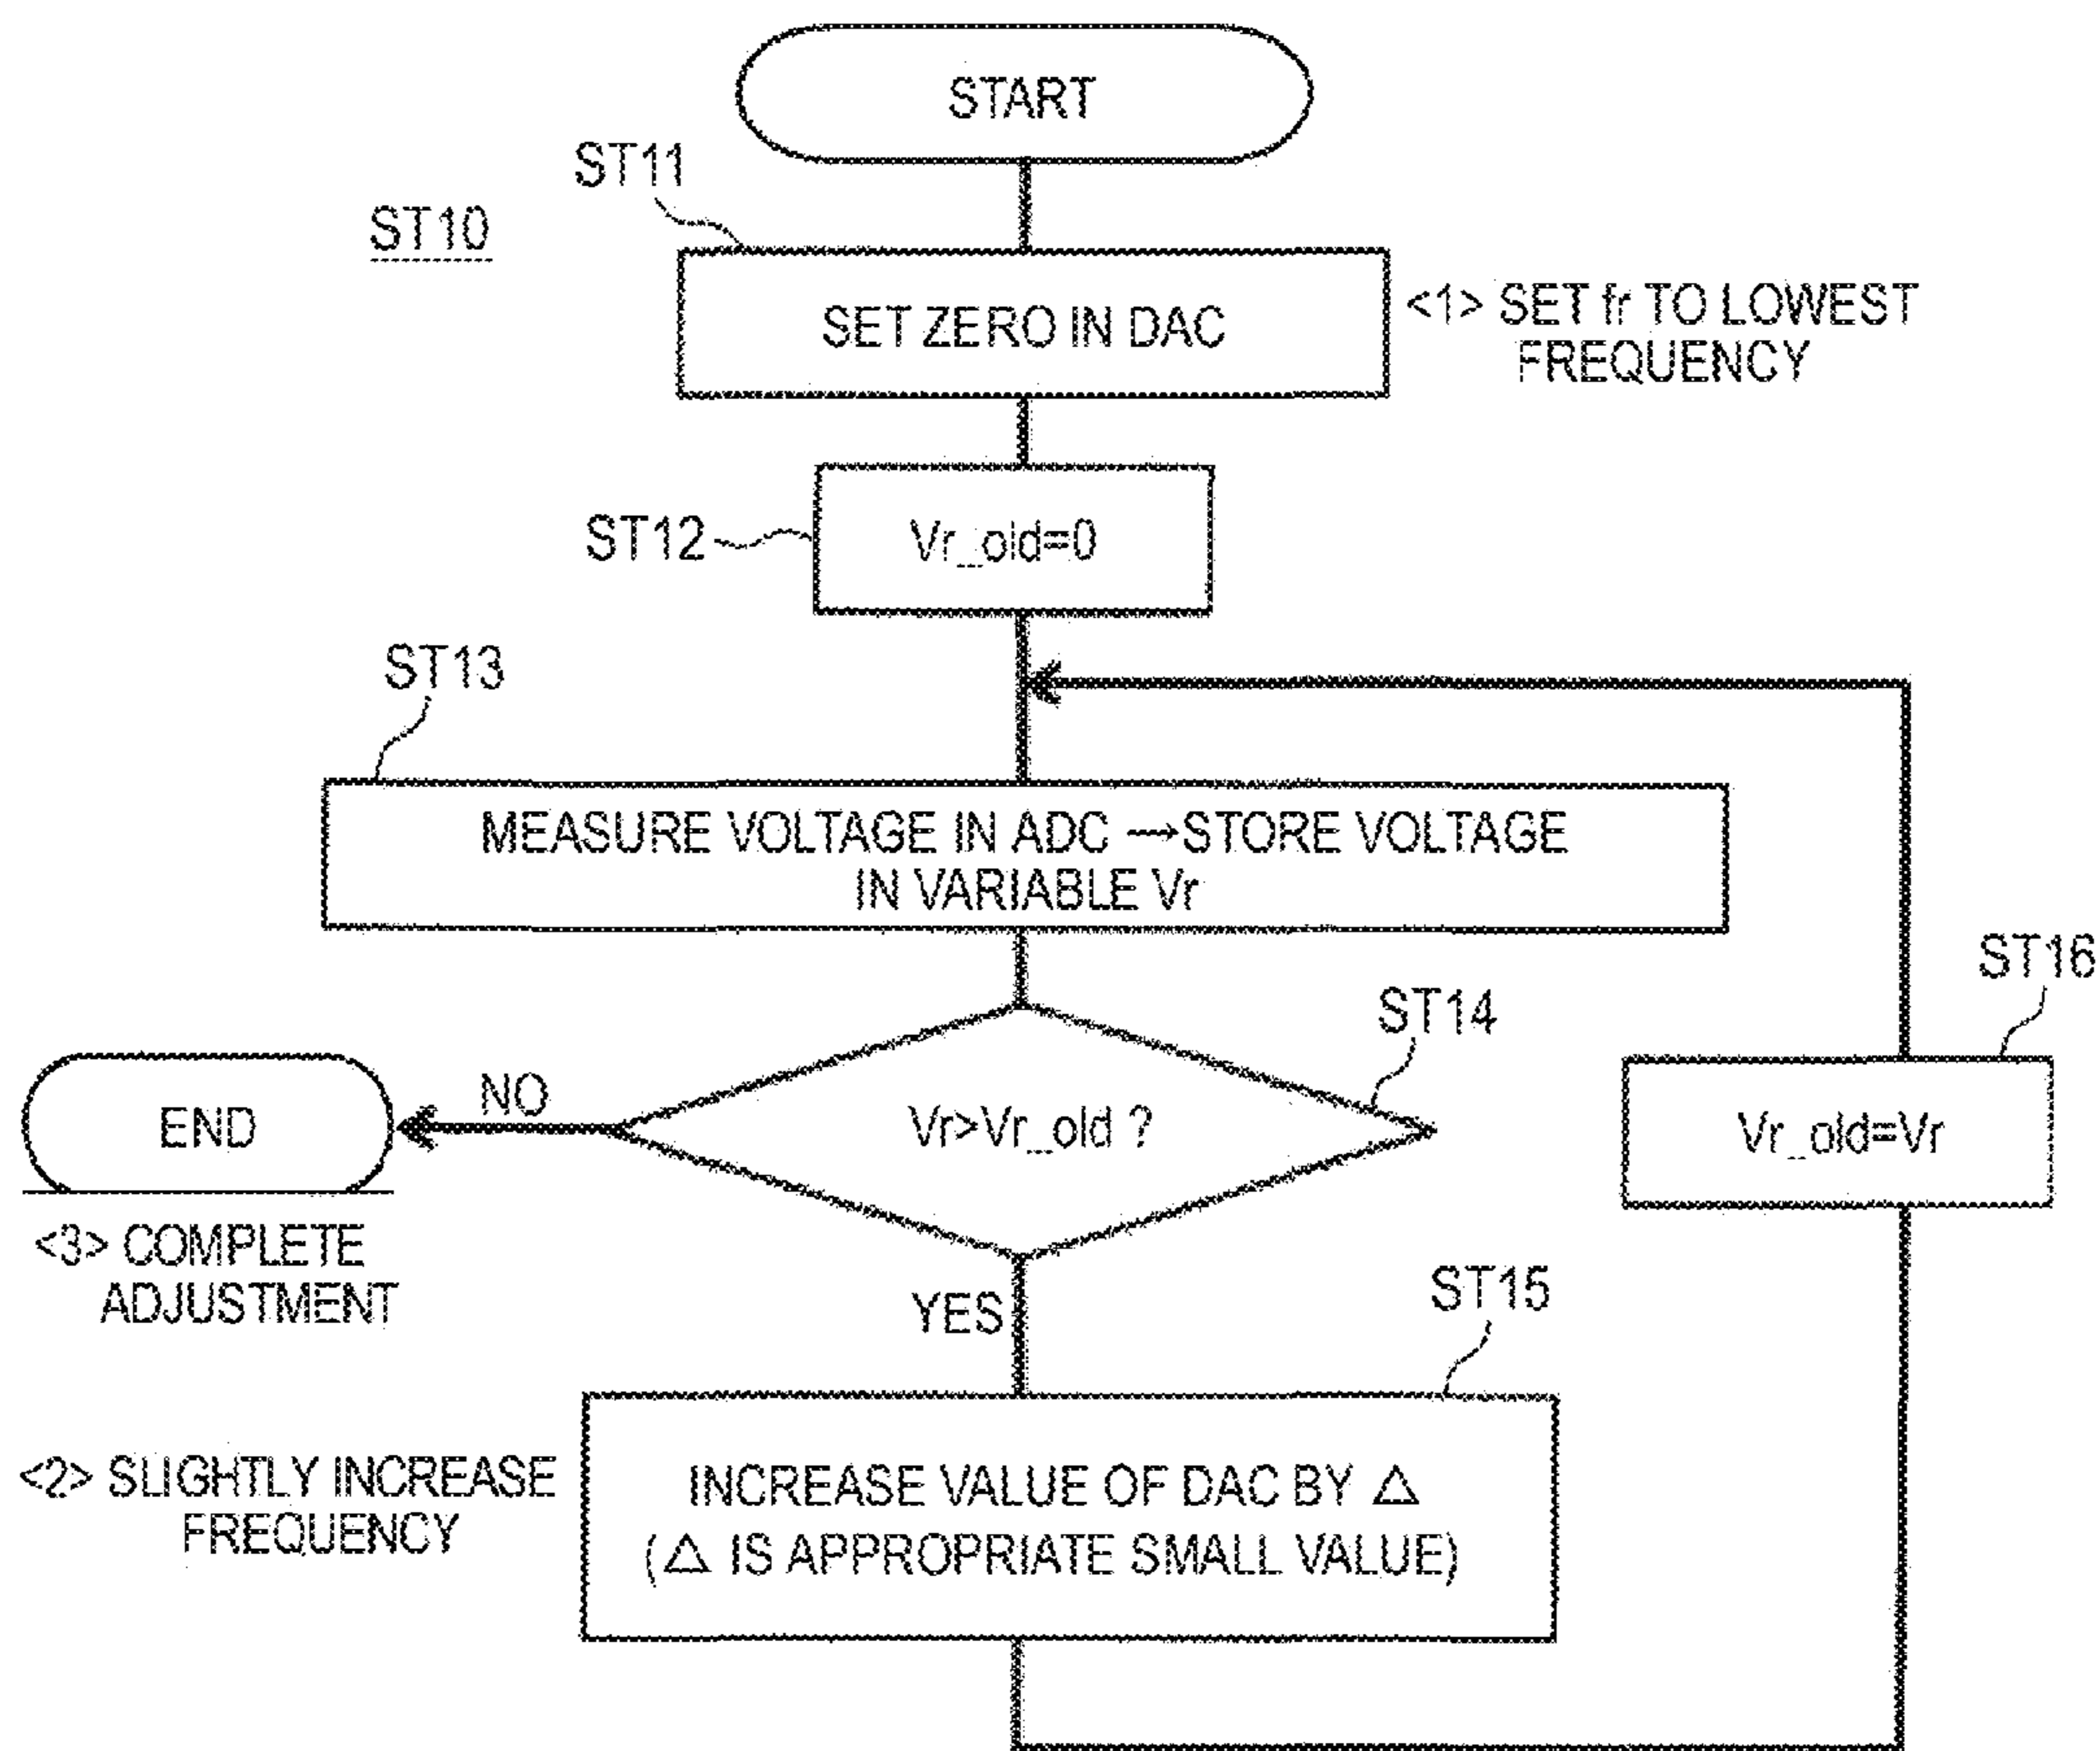 START
ST11
ST10
SET ZERO IN DAC
<1> SET fr TO LOWEST
FREQUENCY
ST12
Vr_old=0
ST13
MEASURE VOLTAGE IN ADC →STORE VOLTAGE
IN VARIABLE Vr
ST14
ST16
END
NO
Vr>Vr_old ?
Vr_old=Vr
<3> COMPLETE
ADJUSTMENT
YES
ST15
<2> SLIGHTLY INCREASE
FREQUENCY
INCREASE VALUE OF DAC BY △
(△ IS APPROPRIATE SMALL VALUE)